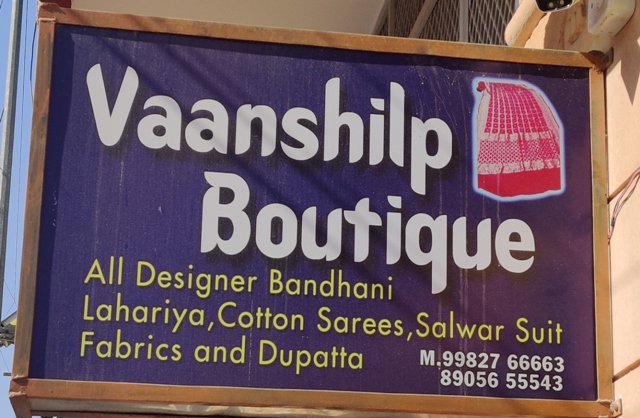 Vaanshilp
Boutique
All Designer Bandhani
Lahariya,Cotton Sarees,Salwar Suit
Fabrics and Dupatta
M.99827 66663
89056 55543